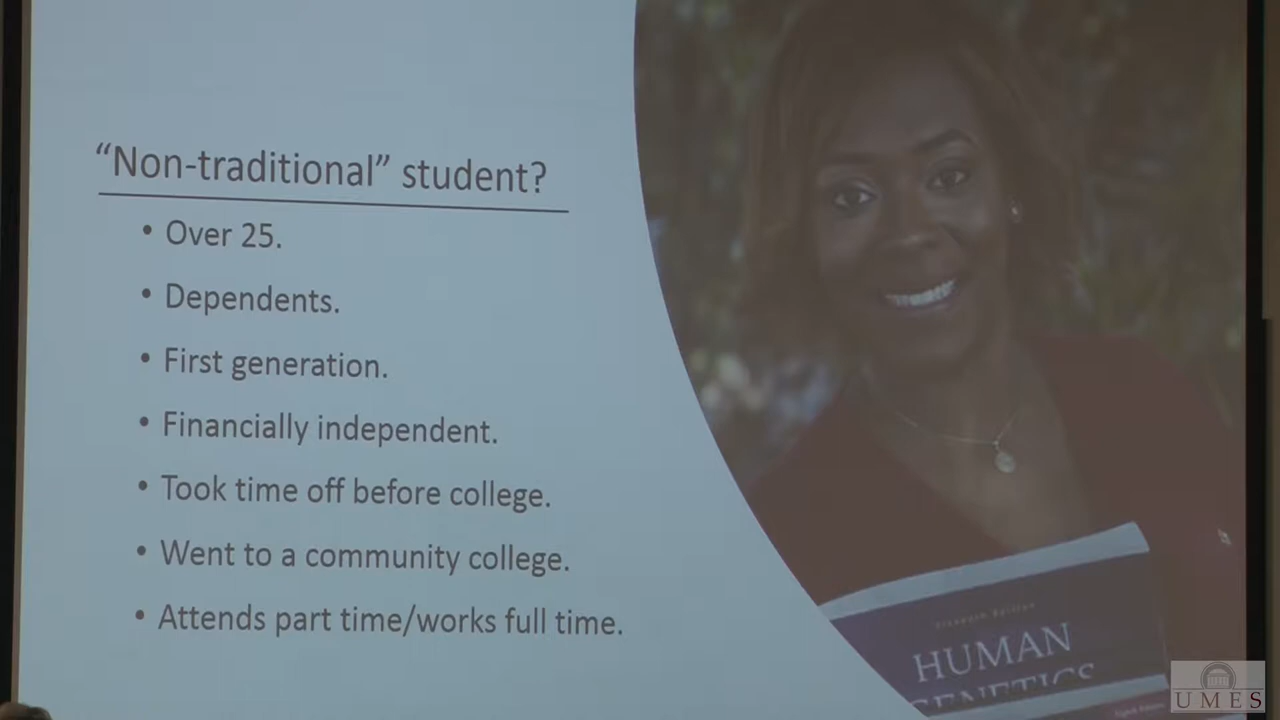 “Non-traditional” student?
• Over 25.
• Dependents.
• First generation.
• Financially independent.
• Took time off before college.
• Went to a community college.
• Attends part time/works full time.
HUMAN
GENETICS
UMES